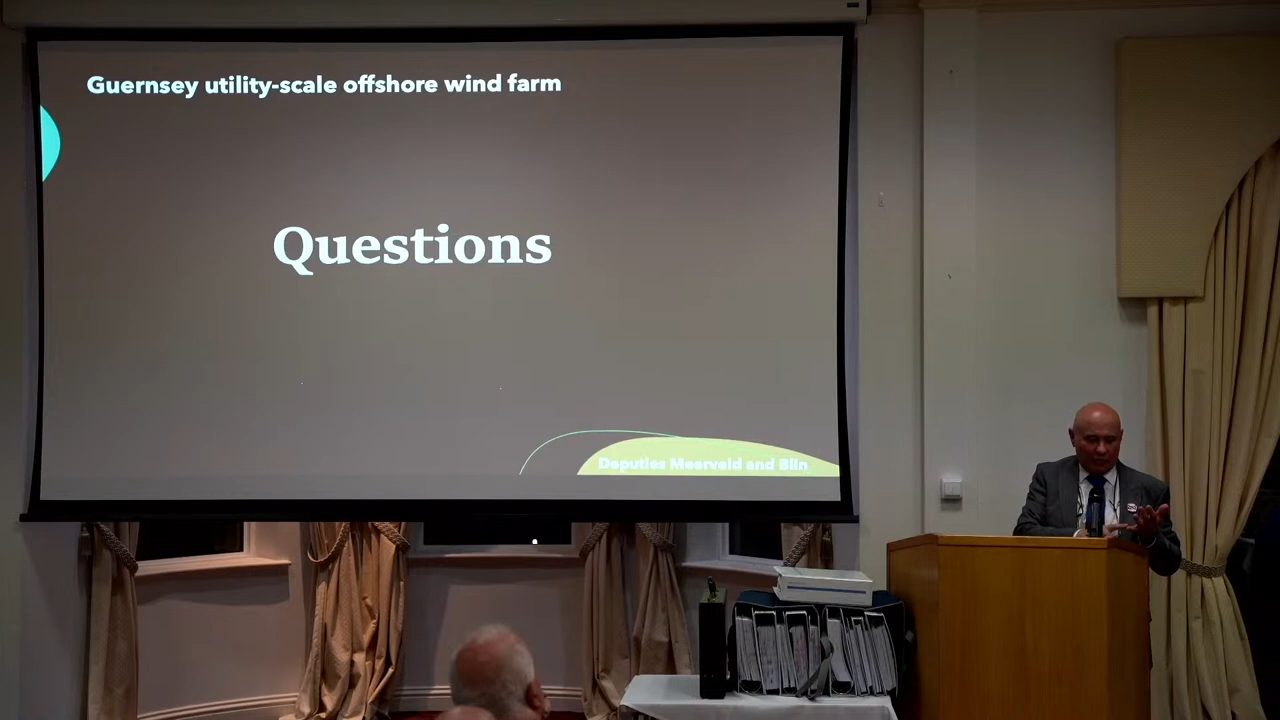 Guernsey utility-scale offshore wind farm
Questions
Deputies Meerveld and Blin